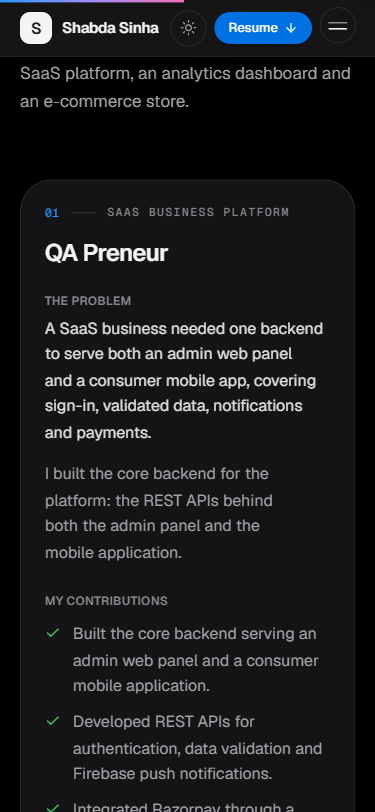 S Shabda Sinha Resume ↓
SaaS platform, an analytics dashboard and
an e-commerce store.
01 SAAS BUSINESS PLATFORM
QA Preneur
THE PROBLEM
A SaaS business needed one backend
to serve both an admin web panel
and a consumer mobile app, covering
sign-in, validated data, notifications
and payments.
I built the core backend for the
platform: the REST APIs behind
both the admin panel and the
mobile application.
MY CONTRIBUTIONS
Built the core backend serving an
admin web panel and a consumer
mobile application.
Developed REST APIs for
authentication, data validation and
Firebase push notifications.
Integrated Razorpay through a